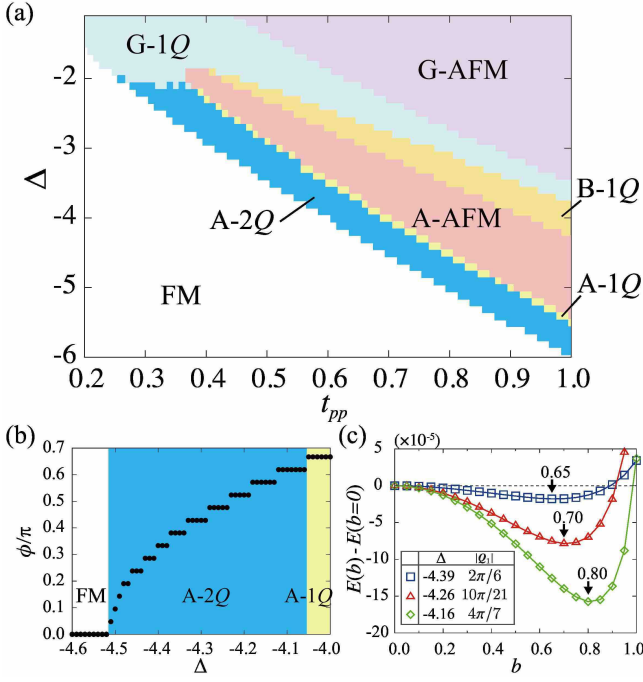 (a)
G-1Q
G-AFM
-2
-3
-4
-5
-6
Δ
B-1Q
A-2Q
A-AFM
A-1Q
FM
0.2 0.3 0.4 0.5 0.6 0.7 0.8 0.9 1.0
t_pp
(b)
0.7
0.6
0.5
0.4
0.3
0.2
0.1
0.0
ϕ/π
FM A-2Q A-1Q
-4.6 -4.5 -4.4 -4.3 -4.2 -4.1 -4.0
Δ
(c)
(×10⁻⁵)
5
0
-5
-10
-15
-20
E(b)-E(b=0)
0.65
0.70
0.80
Δ |Q₁|
-4.39 2π/6
-4.26 10π/21
-4.16 4π/7
0.0 0.2 0.4 0.6 0.8 1.0
b